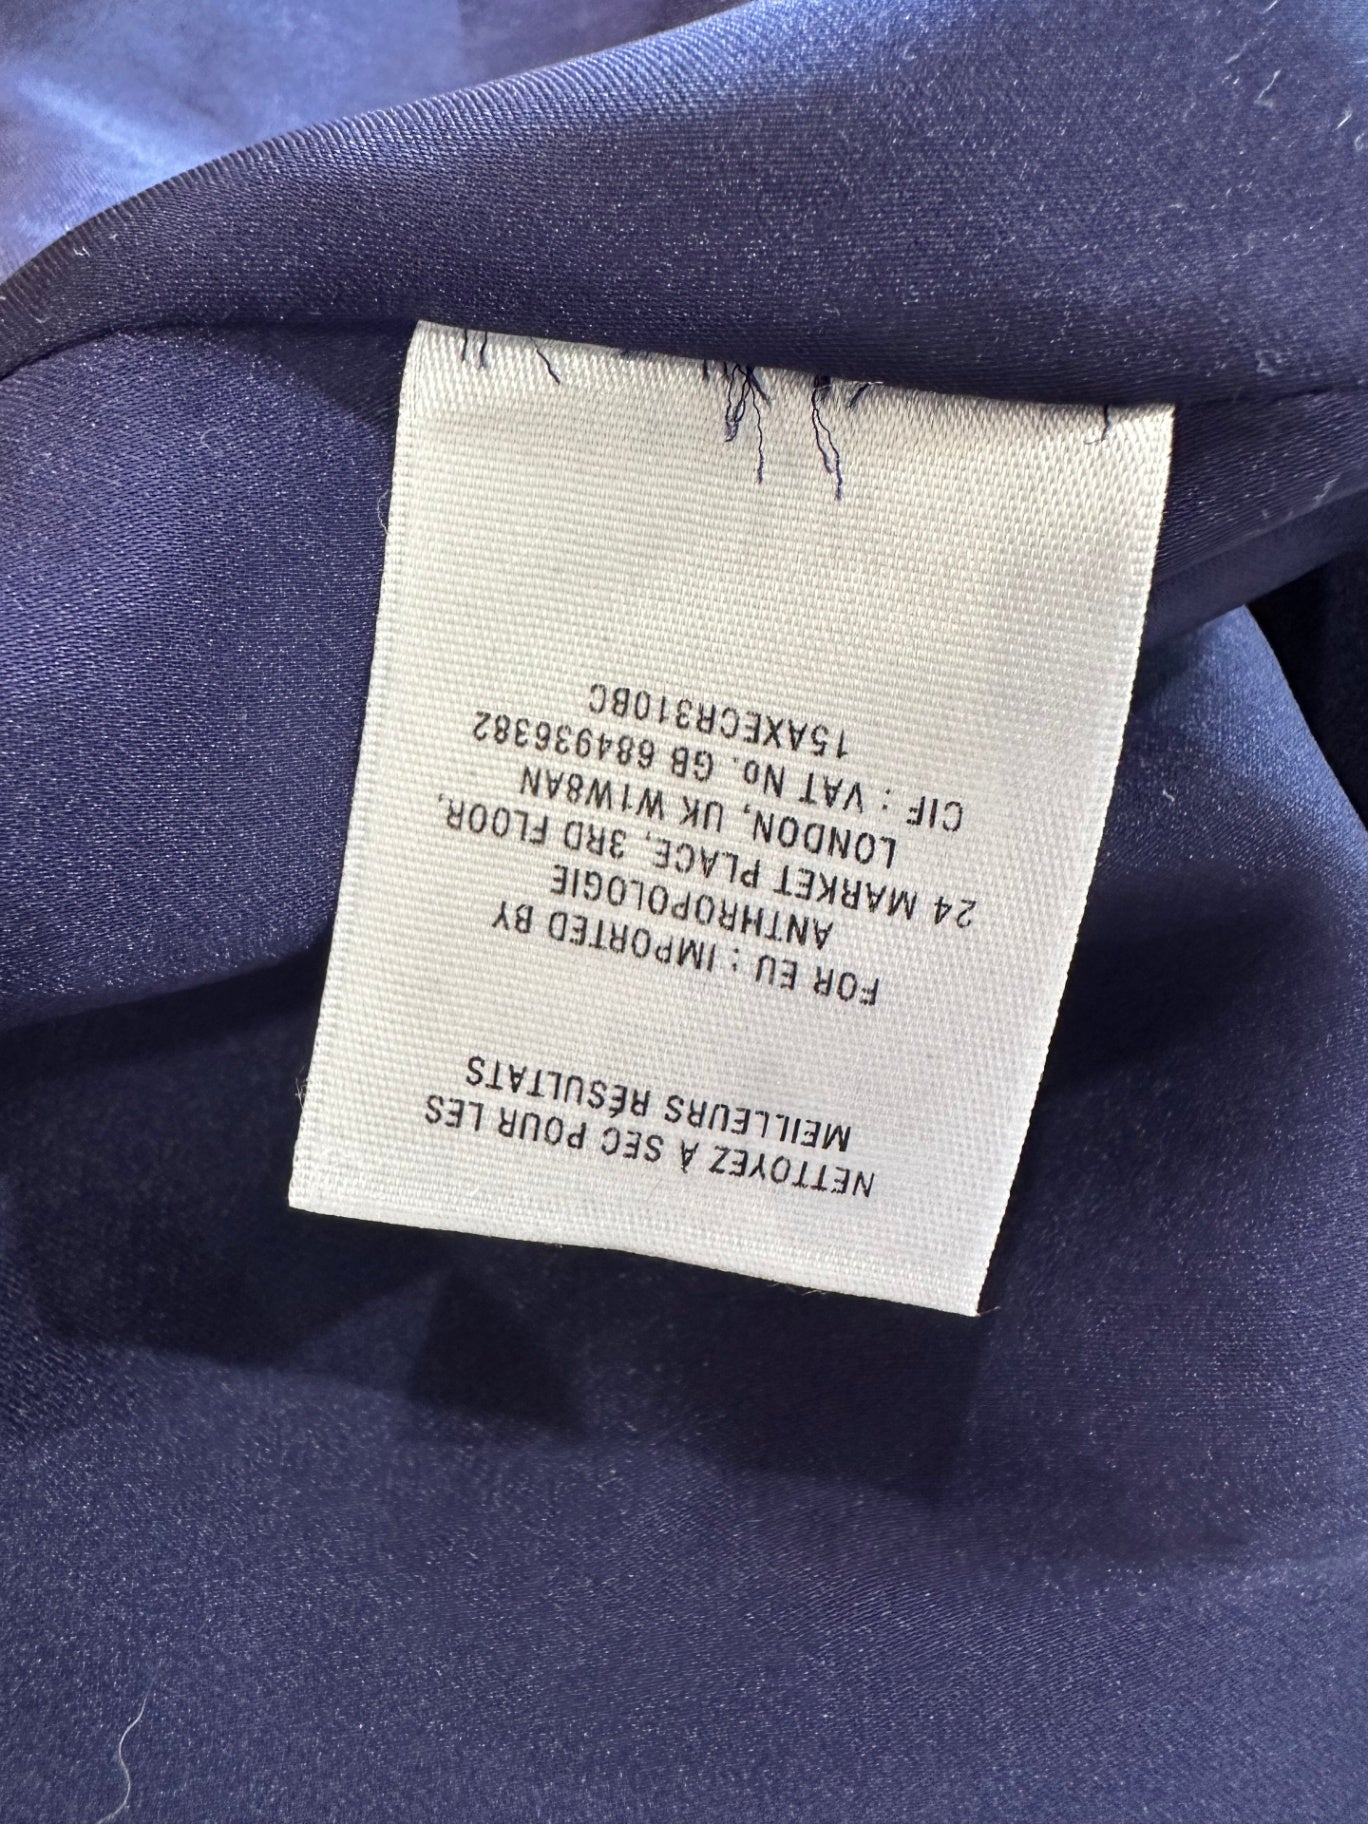 NETTOYEZ À SEC POUR LES
MEILLEURS RÉSULTATS
FOR EU : IMPORTED BY
ANTHROPOLOGIE
24 MARKET PLACE, 3RD FLOOR,
LONDON, UK W1W8AN
CIF : VAT No. GB 684936382
15AXECR310BC